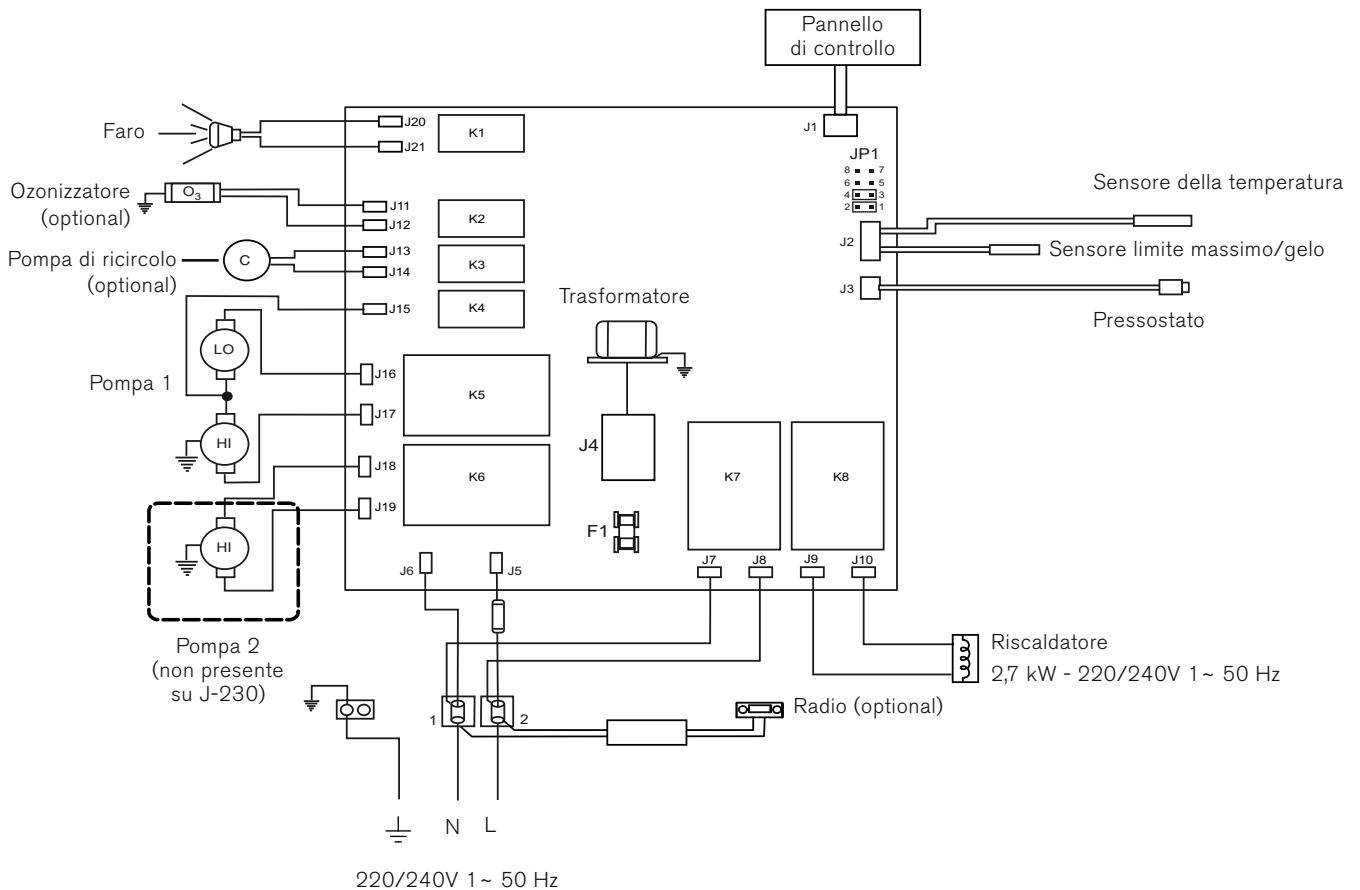 Pannello
di controllo
J1
Faro
J20
J21
K1
JP1
8 7
6 5
4 3
2 1
Sensore della temperatura
Ozonizzatore
(optional)
O3
J11
J12
K2
J2
Sensore limite massimo/gelo
Pompa di ricircolo
(optional)
C
J13
J14
K3
J3
Pressostato
J15
K4
Trasformatore
LO
Pompa 1
J16
K5
J17
HI
J4
J18
K6
K7
K8
J19
HI
F1
J6
J5
J7
J8
J9
J10
Pompa 2
(non presente
su J-230)
Riscaldatore
2,7 kW - 220/240V 1~ 50 Hz
1
2
Radio (optional)
N
L
220/240V 1~ 50 Hz